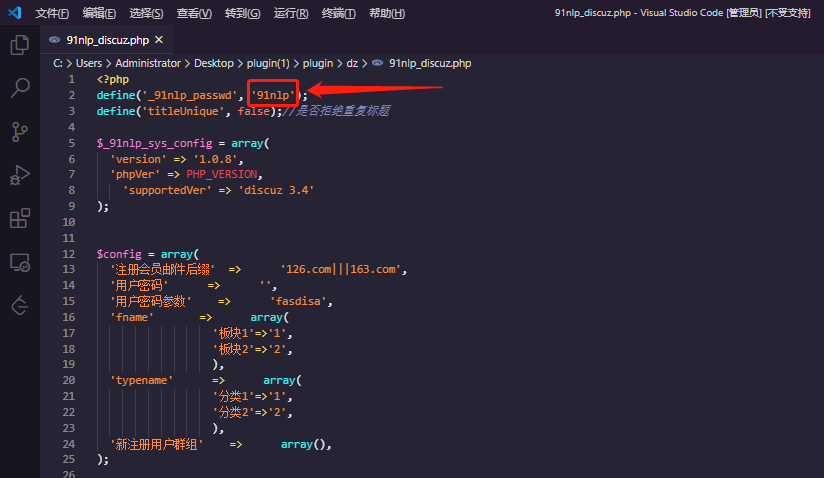 文件(F) 编辑(E) 选择(S) 查看(V) 转到(G) 运行(R) 终端(T) 帮助(H) 91nlp_discuz.php - Visual Studio Code [管理员] [不受支持]
91nlp_discuz.php ×
C: > Users > Administrator > Desktop > plugin(1) > plugin > dz > 91nlp_discuz.php
1 <?php
2 define('_91nlp_passwd', '91nlp');
3 define('titleUnique', false);//是否拒绝重复标题
4
5 $_91nlp_sys_config = array(
6 'version' => '1.0.8',
7 'phpVer' => PHP_VERSION,
8 'supportedVer' => 'discuz 3.4'
9 );
10
11
12 $config = array(
13 '注册会员邮件后缀' => '126.com|||163.com',
14 '用户密码' => '',
15 '用户密码参数' => 'fasdisa',
16 'fname' => array(
17 '板块1'=>'1',
18 '板块2'=>'2',
19 ),
20 'typename' => array(
21 '分类1'=>'1',
22 '分类2'=>'2',
23 ),
24 '新注册用户群组' => array(),
25 );
26